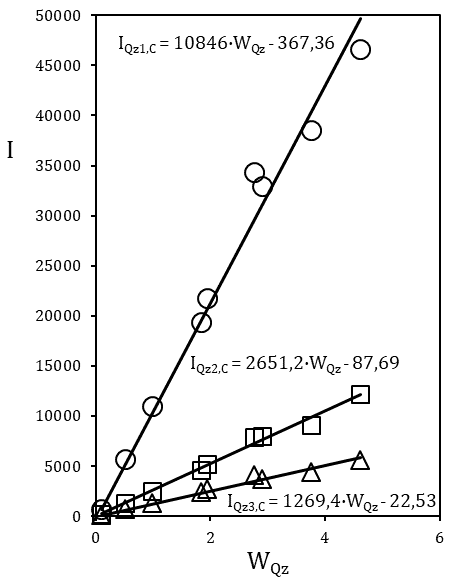 50000
I_Qz1,C = 10846·W_Qz - 367,36
45000
40000
I
35000
30000
25000
20000
15000
I_Qz2,C = 2651,2·W_Qz - 87,69
10000
5000
I_Qz3,C = 1269,4·W_Qz - 22,53
0
0 2 4 6
W_Qz